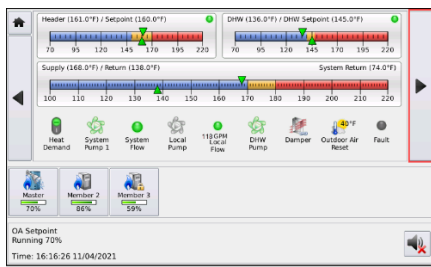 Header (161.0°F) / Setpoint (160.0°F)
DHW (136.0°F) / DHW Setpoint (145.0°F)
70 95 120 145 170 195 220
70 95 120 145 170 195 220
Supply (168.0°F) / Return (138.0°F)
System Return (74.0°F)
100 110 120 130 140 150 160 170 180 190 200 210 220
40°F
Heat Demand
System Pump 1
System Flow
Local Pump
113 GPM Local Flow
DHW Pump
Damper
Outdoor Air Reset
Fault
Master
70%
Member 2
86%
Member 3
59%
OA Setpoint
Running 70%
Time: 16:16:26 11/04/2021